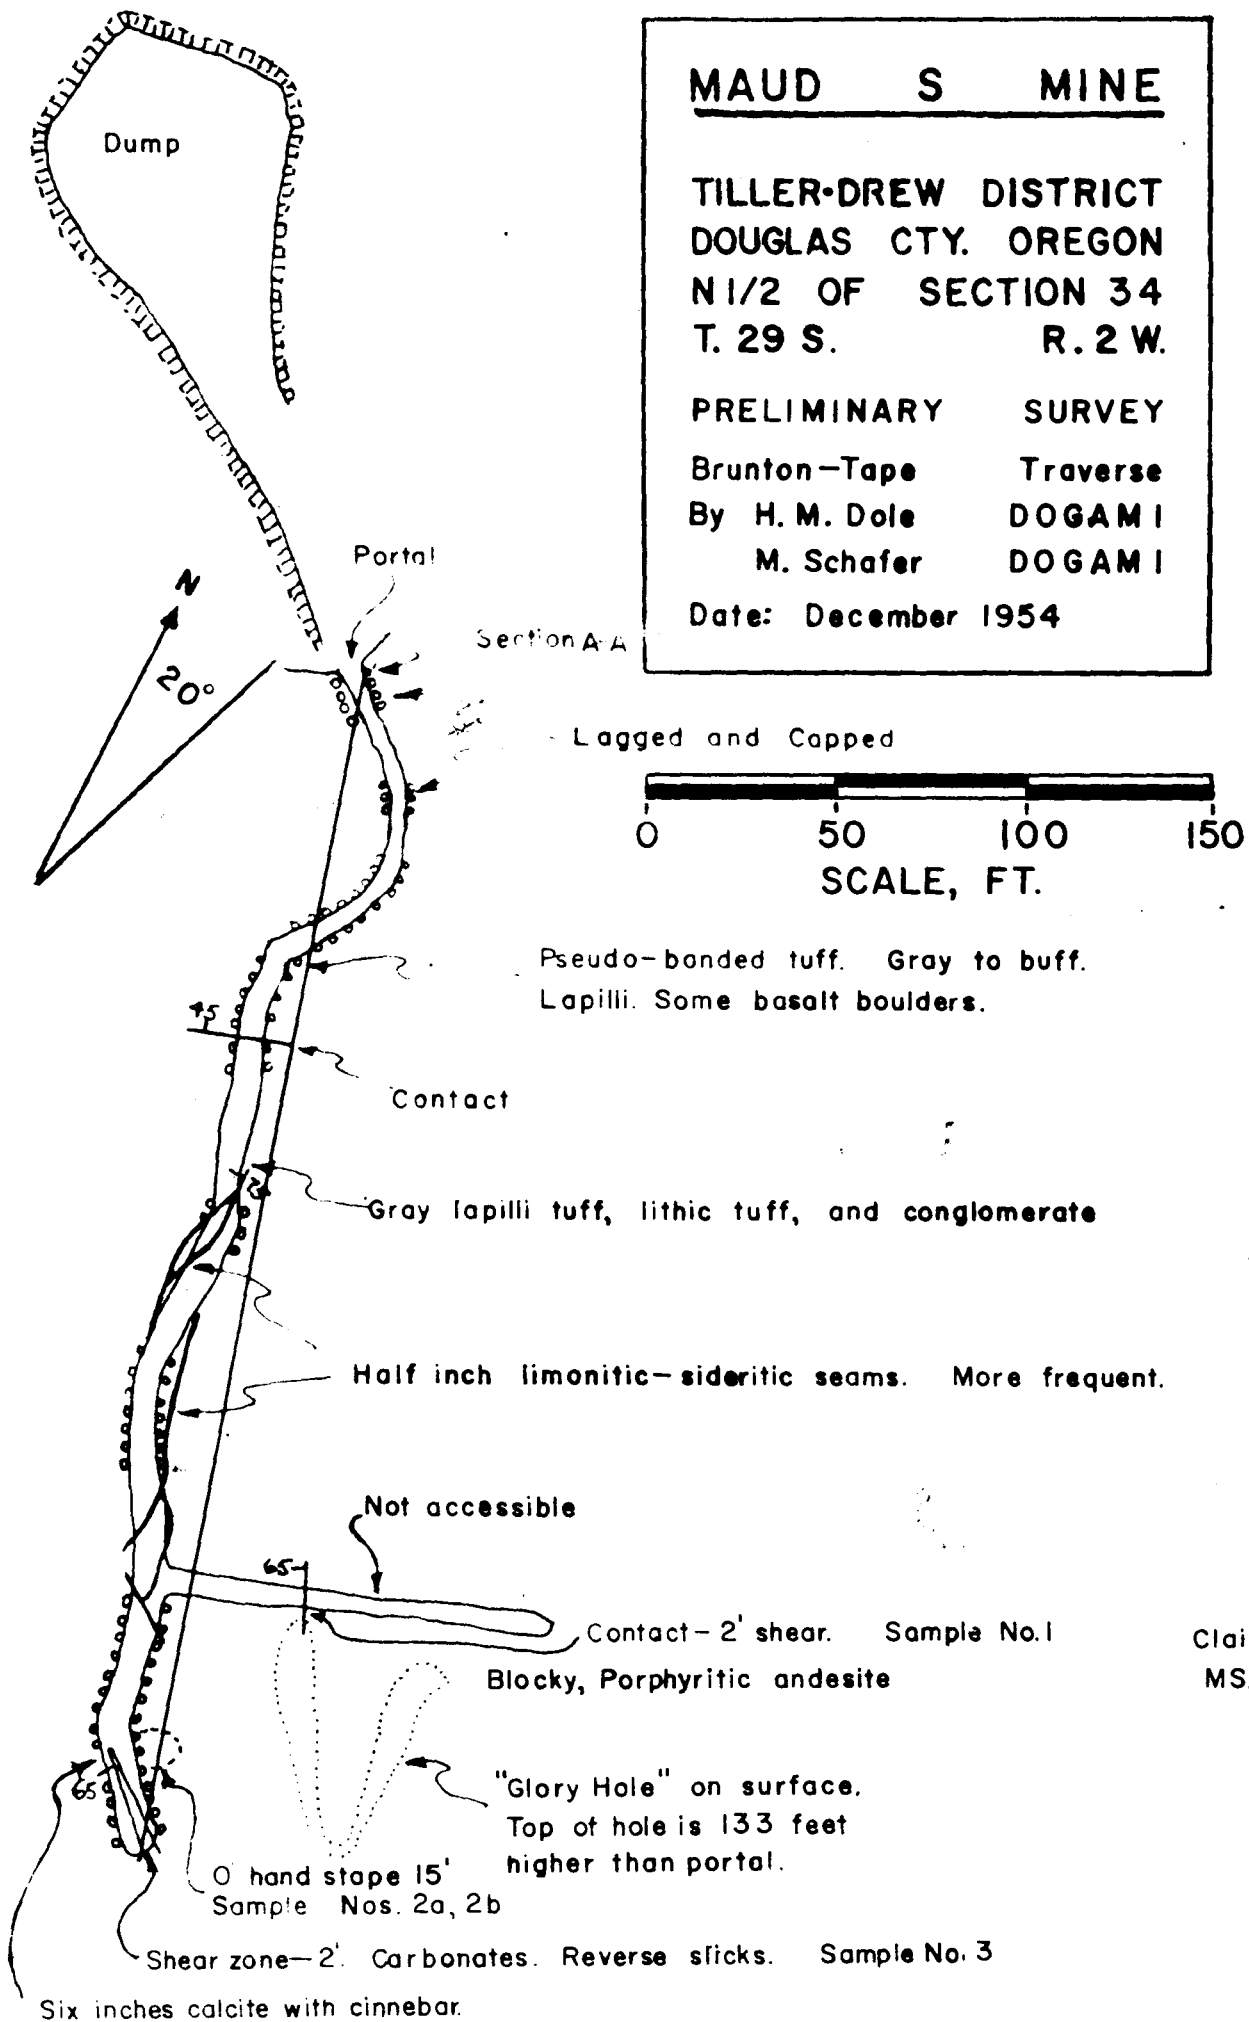 MAUD S MINE
TILLER-DREW DISTRICT
DOUGLAS CTY. OREGON
N 1/2 OF SECTION 34
T. 29 S. R. 2 W.
PRELIMINARY SURVEY
Brunton-Tape Traverse
By H. M. Dole DOGAMI
M. Schafer DOGAMI
Date: December 1954
Dump
Portal
N
20°
Section A-A
Lagged and Capped
0 50 100 150
SCALE, FT.
Pseudo-banded tuff. Gray to buff.
Lapilli. Some basalt boulders.
45
Contact
Gray lapilli tuff, lithic tuff, and conglomerate
Half inch limonitic-sideritic seams. More frequent.
Not accessible
65
Contact- 2' shear. Sample No. 1
Clai
Blocky, Porphyritic andesite
MS.
"Glory Hole" on surface.
Top of hole is 133 feet
higher than portal.
65
O hand stape 15'
Sample Nos. 2a, 2b
Shear zone-2'. Carbonates. Reverse slicks. Sample No. 3
Six inches calcite with cinnebar.